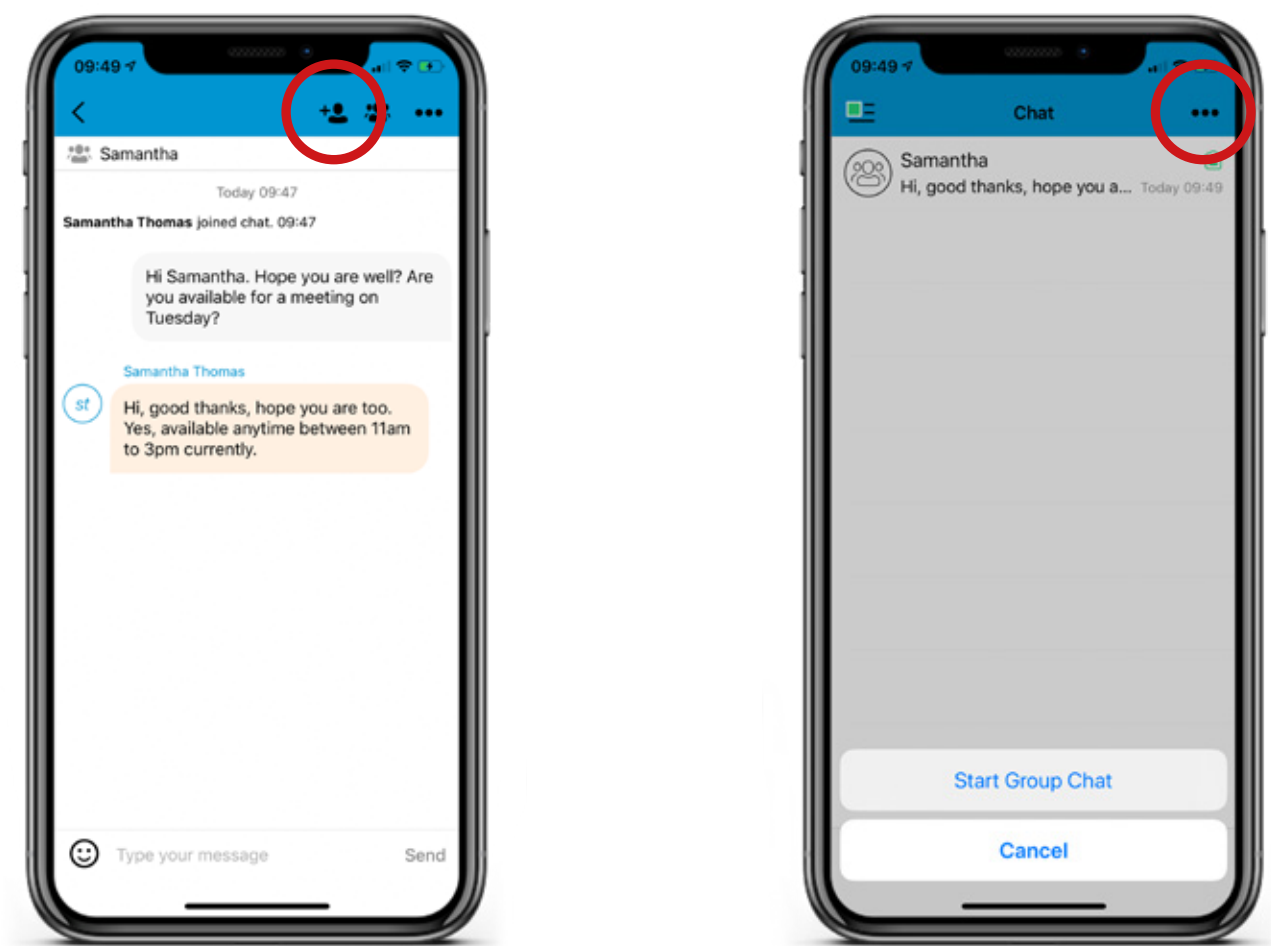 09:49
Samantha
Today 09:47
Samantha Thomas joined chat. 09:47
Hi Samantha. Hope you are well? Are
you available for a meeting on
Tuesday?
Samantha Thomas
st
Hi, good thanks, hope you are too.
Yes, available anytime between 11am
to 3pm currently.
Type your message
Send
09:49
Chat
Samantha
Hi, good thanks, hope you a... Today 09:49
Start Group Chat
Cancel